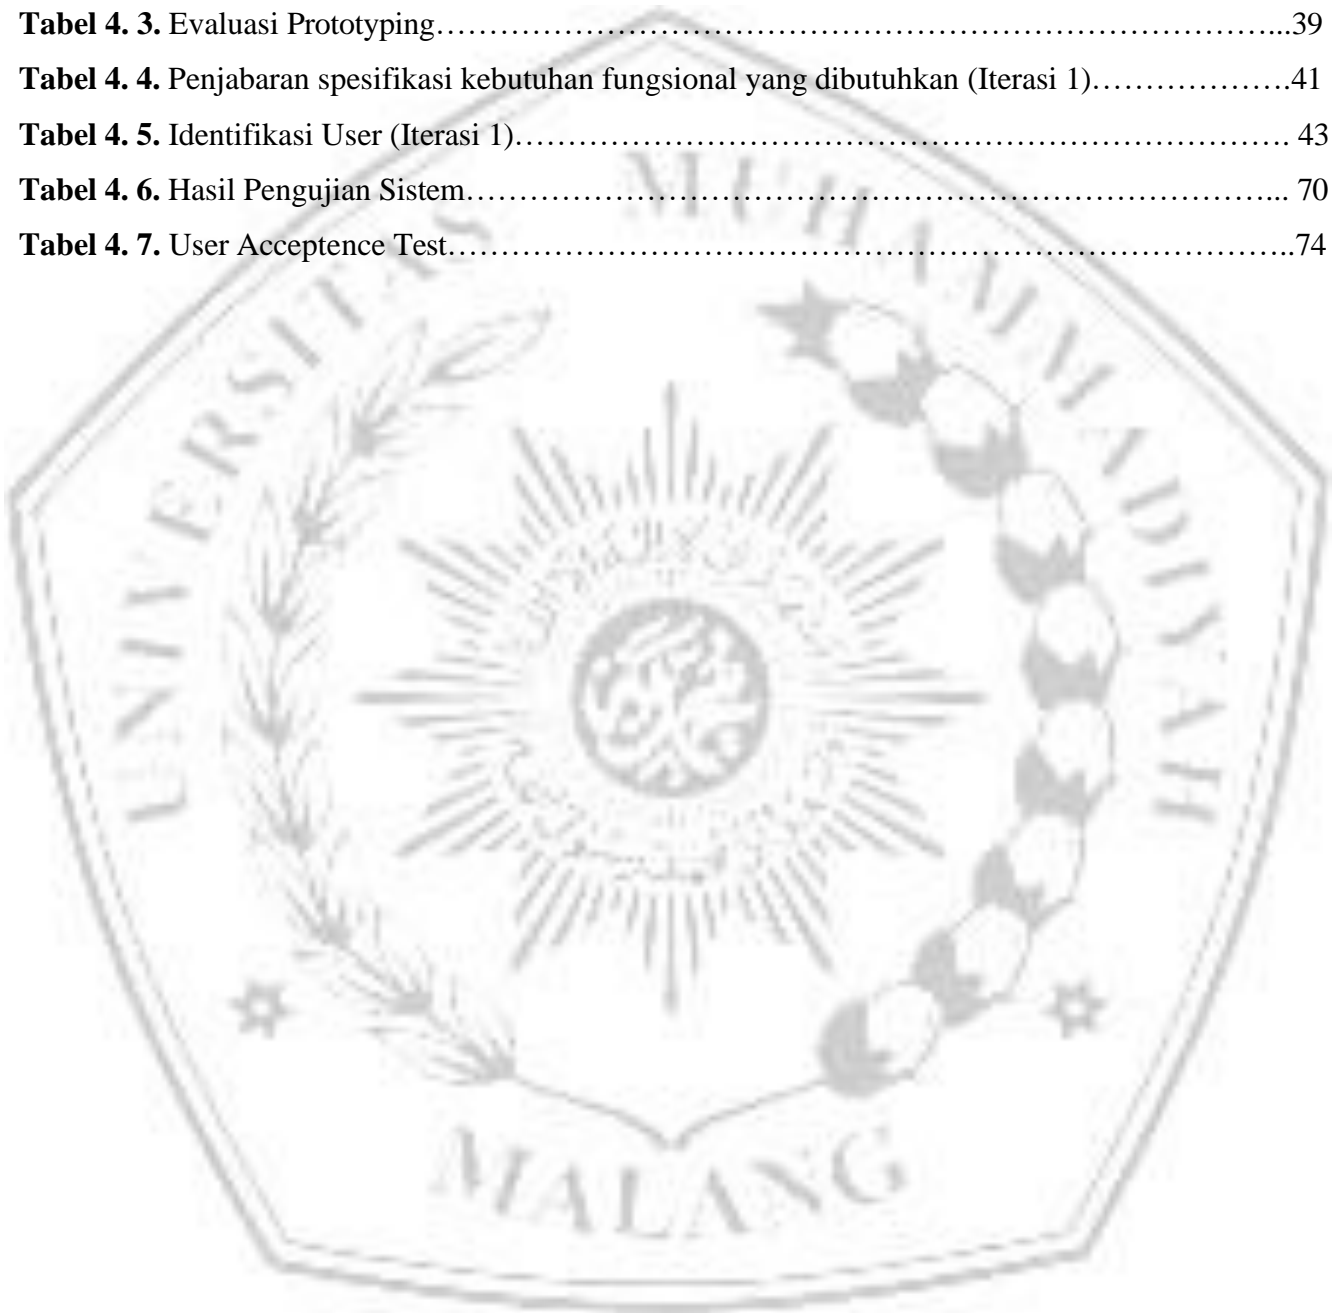 Tabel 4. 3. Evaluasi Prototyping…………………………………………………………………………...39
Tabel 4. 4. Penjabaran spesifikasi kebutuhan fungsional yang dibutuhkan (Iterasi 1)……………….41
Tabel 4. 5. Identifikasi User (Iterasi 1)……………………………………………………………………. 43
Tabel 4. 6. Hasil Pengujian Sistem………………………………………………………………………... 70
Tabel 4. 7. User Acceptence Test…………………………………………………………………………..74
UNIVERSITAS MUHAMMADIYAH
MALANG